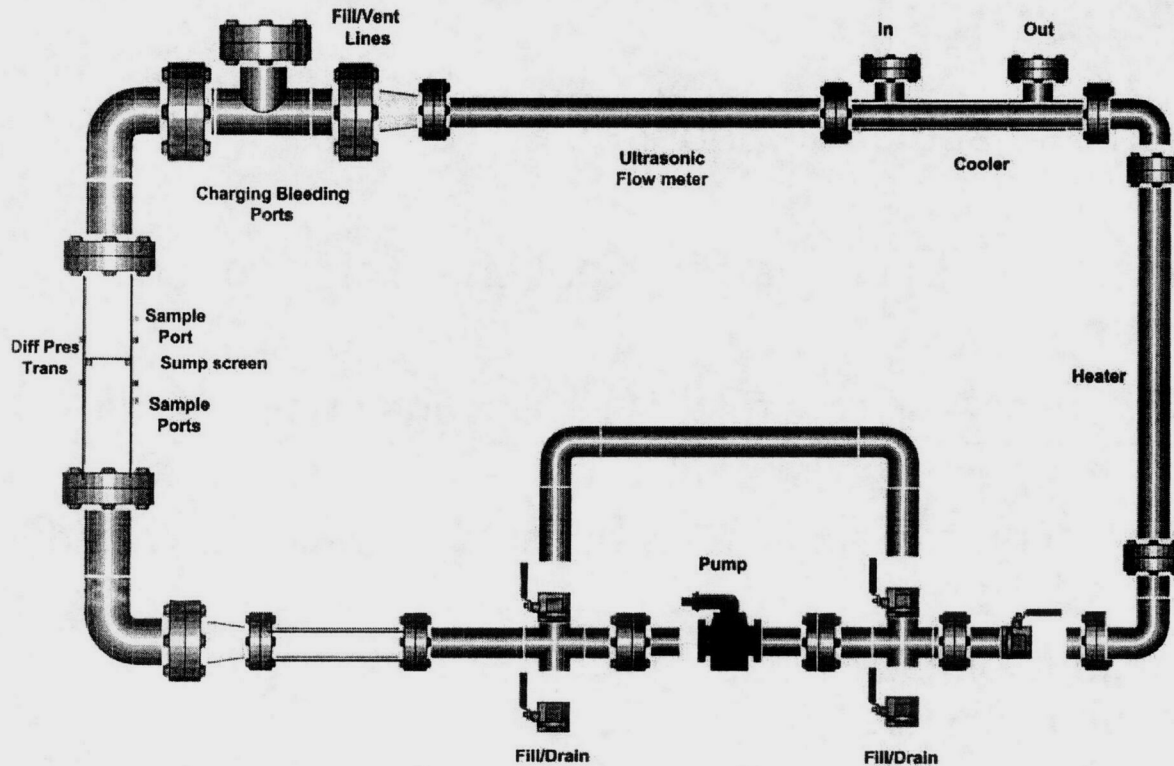 Fill/Vent
Lines
In
Out
Ultrasonic
Flow meter
Cooler
Charging Bleeding
Ports
Sample
Port
Diff Pres
Trans
Sump screen
Sample
Ports
Heater
Pump
Fill/Drain
Fill/Drain